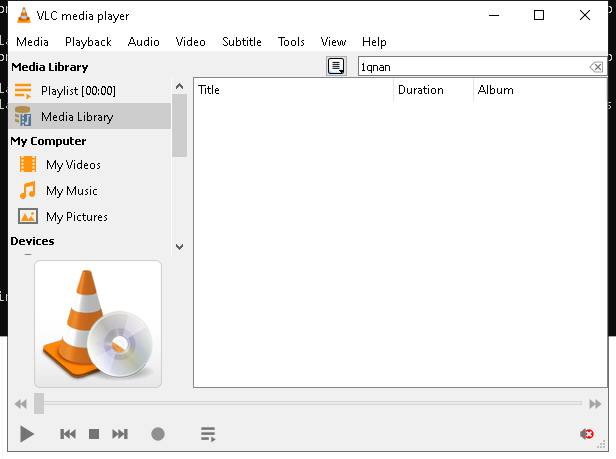 VLC media player
Media Playback Audio Video Subtitle Tools View Help
Media Library
1qnan
Playlist [00:00]
Title Duration Album
Media Library
My Computer
My Videos
My Music
My Pictures
Devices